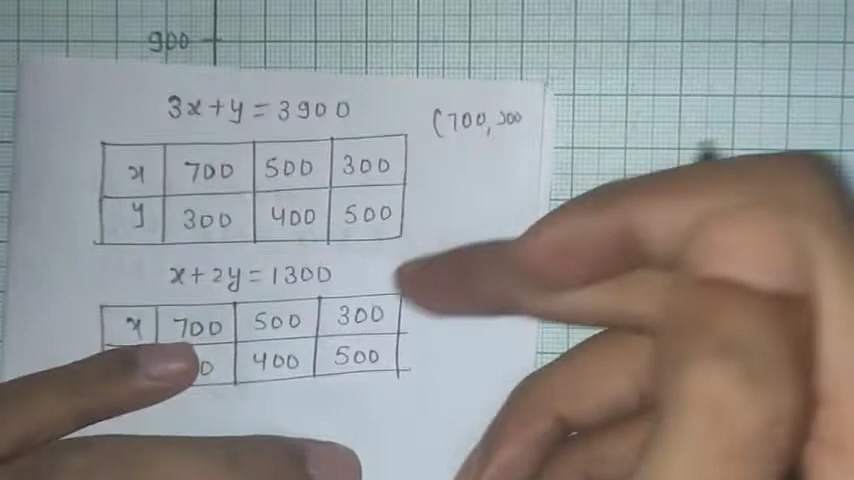 900
3x+y=3900
(700, 300
x 700 500 300
y 300 400 500
x+2y=1300
x 700 500 300
400 500